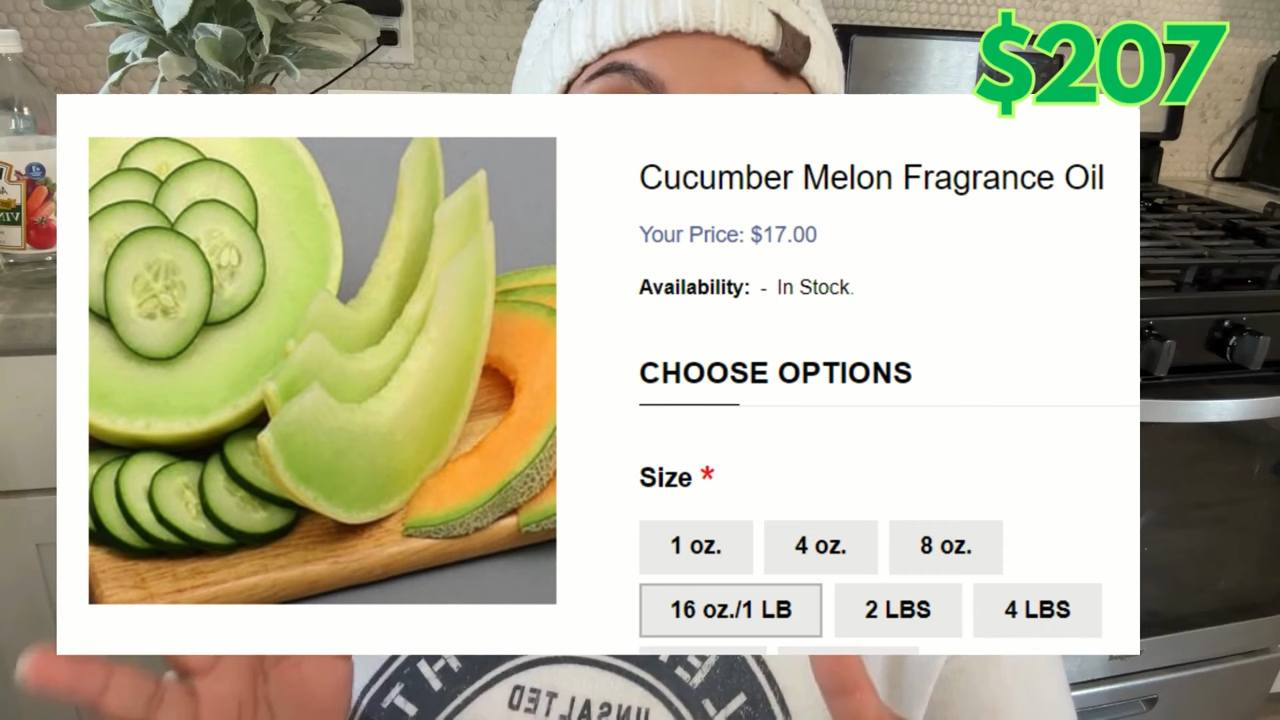 $207
Cucumber Melon Fragrance Oil
Your Price: $17.00
Availability: - In Stock.
CHOOSE OPTIONS
Size *
1 oz. 4 oz. 8 oz.
16 oz./1 LB 2 LBS 4 LBS
UNSALTED